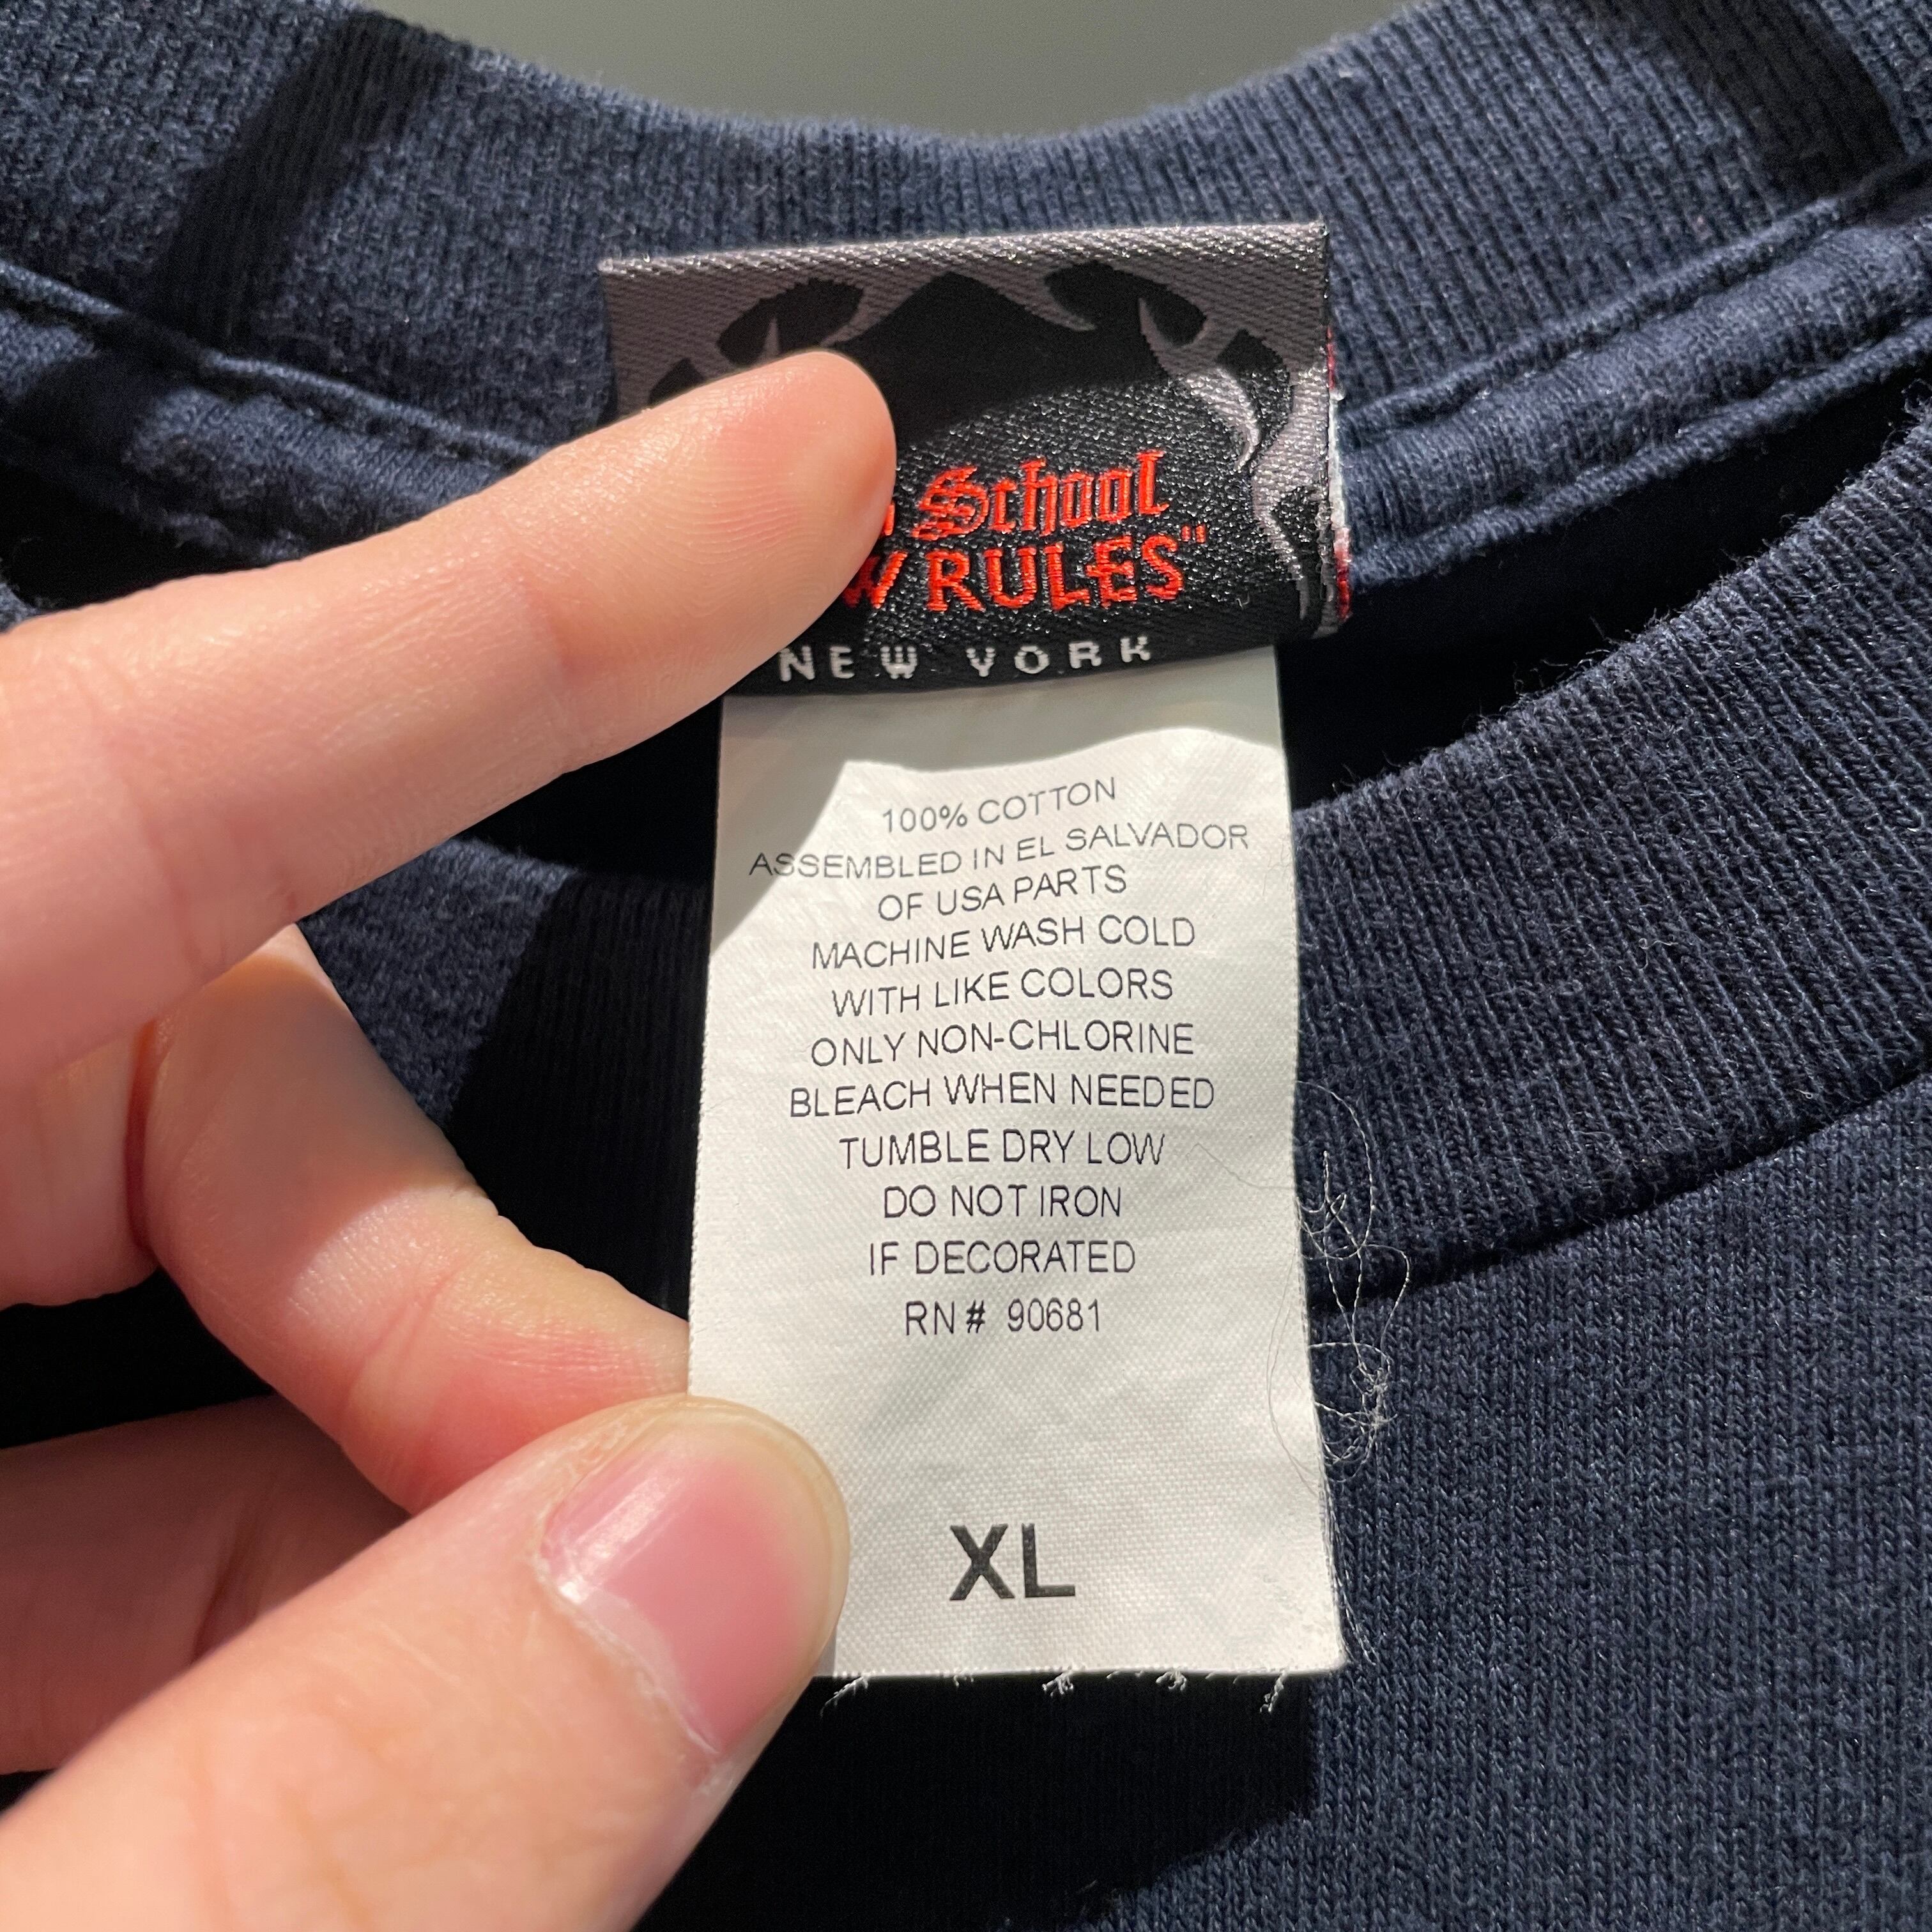 School
RULES"
NEW YORK
100% COTTON
ASSEMBLED IN EL SALVADOR
OF USA PARTS
MACHINE WASH COLD
WITH LIKE COLORS
ONLY NON-CHLORINE
BLEACH WHEN NEEDED
TUMBLE DRY LOW
DO NOT IRON
IF DECORATED
RN# 90681
XL